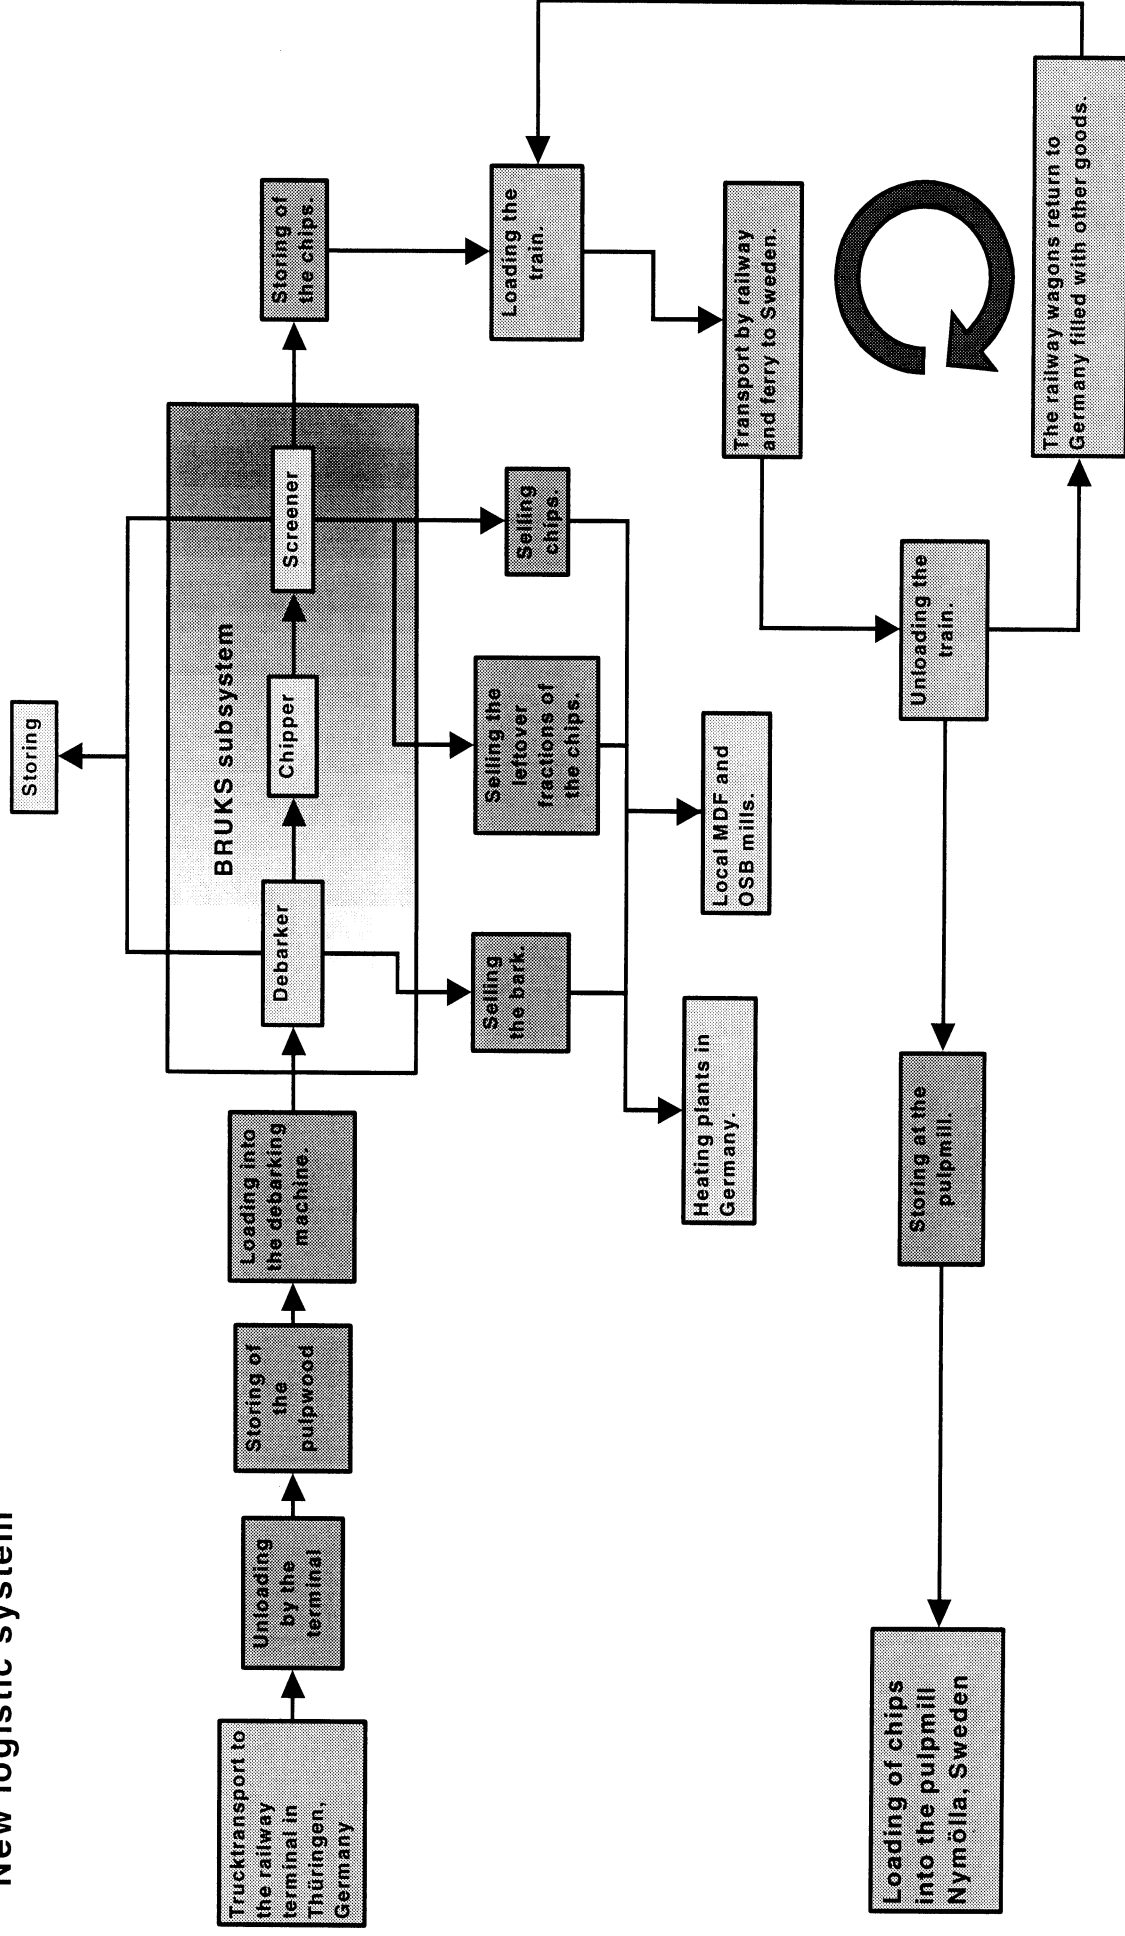 New logistic system
Storing
BRUKS subsystem
Trucktransport to
the railway
terminal in
Thüringen,
Germany
Unloading
by the
terminal
Storing of
the
pulpwood
Loading into
the debarking
machine.
Debarker
Chipper
Screener
Storing of
the chips.
Selling
the bark.
Selling the
leftover
fractions of
the chips.
Selling
chips.
Loading the
train.
Heating plants in
Germany.
Local MDF and
OSB mills.
Transport by railway
and ferry to Sweden.
Loading of chips
into the pulpmill
Nymölla, Sweden
Storing at the
pulpmill.
Unloading the
train.
The railway wagons return to
Germany filled with other goods.